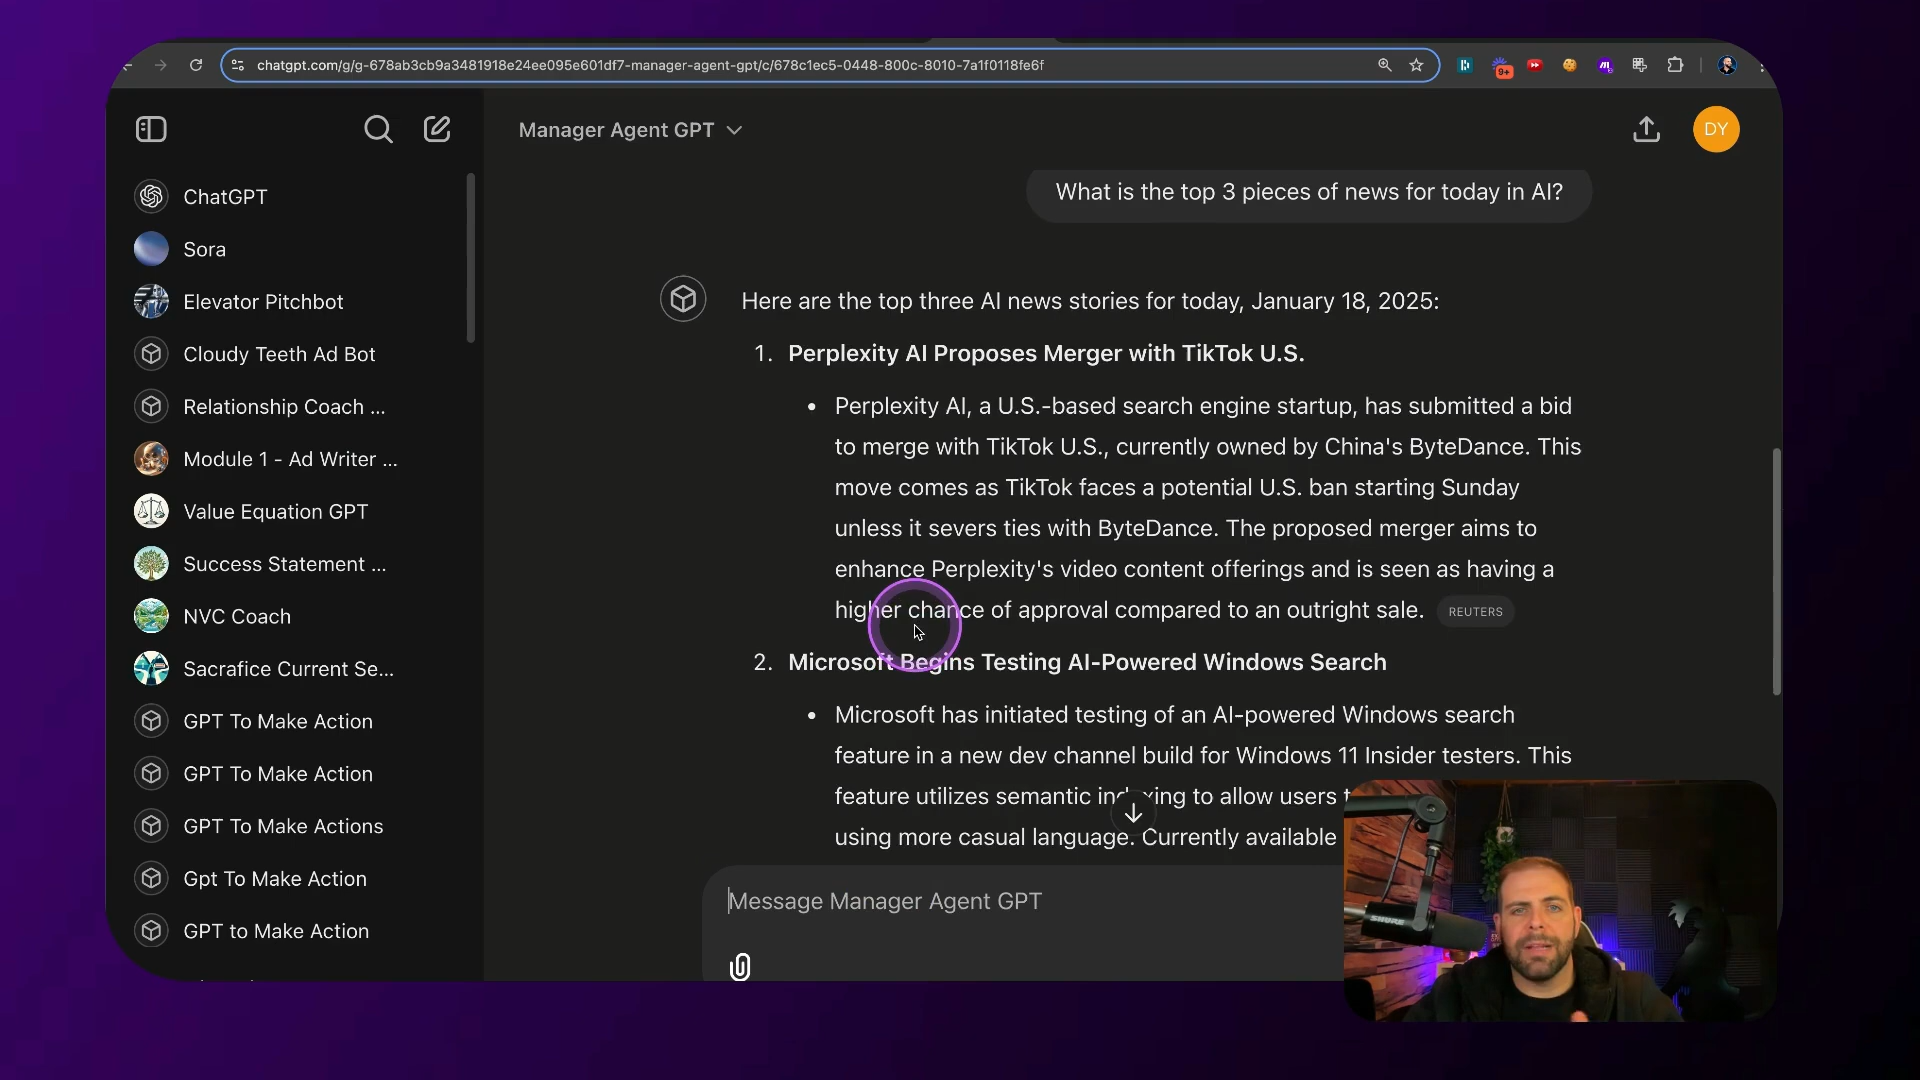 chatgpt.com/g/g-678ab3cb9a3481918e24ee095e601df7-manager-agent-gpt/c/678c1ec5-0448-800c-8010-7a1f0118fe6f
9+
Manager Agent GPT
DY
ChatGPT
Sora
Elevator Pitchbot
Cloudy Teeth Ad Bot
Relationship Coach ...
Module 1 - Ad Writer ...
Value Equation GPT
Success Statement ...
NVC Coach
Sacrafice Current Se...
GPT To Make Action
GPT To Make Action
GPT To Make Actions
Gpt To Make Action
GPT to Make Action
What is the top 3 pieces of news for today in AI?
Here are the top three AI news stories for today, January 18, 2025:
1. Perplexity AI Proposes Merger with TikTok U.S.
• Perplexity AI, a U.S.-based search engine startup, has submitted a bid
to merge with TikTok U.S., currently owned by China's ByteDance. This
move comes as TikTok faces a potential U.S. ban starting Sunday
unless it severs ties with ByteDance. The proposed merger aims to
enhance Perplexity's video content offerings and is seen as having a
higher chance of approval compared to an outright sale. REUTERS
2. Microsoft Begins Testing AI-Powered Windows Search
• Microsoft has initiated testing of an AI-powered Windows search
feature in a new dev channel build for Windows 11 Insider testers. This
feature utilizes semantic indexing to allow users
using more casual language. Currently available
Message Manager Agent GPT
SHURE